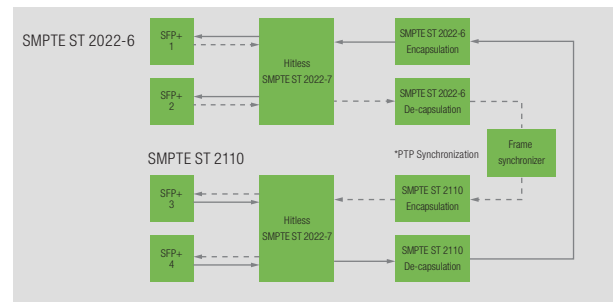 SMPTE ST 2022-6
SFP+
1
SFP+
2
Hitless
SMPTE ST 2022-7
SMPTE ST 2022-6
Encapsulation
SMPTE ST 2022-6
De-capsulation
Frame
synchronizer
*PTP Synchronization
SMPTE ST 2110
SFP+
3
SFP+
4
Hitless
SMPTE ST 2022-7
SMPTE ST 2110
Encapsulation
SMPTE ST 2110
De-capsulation